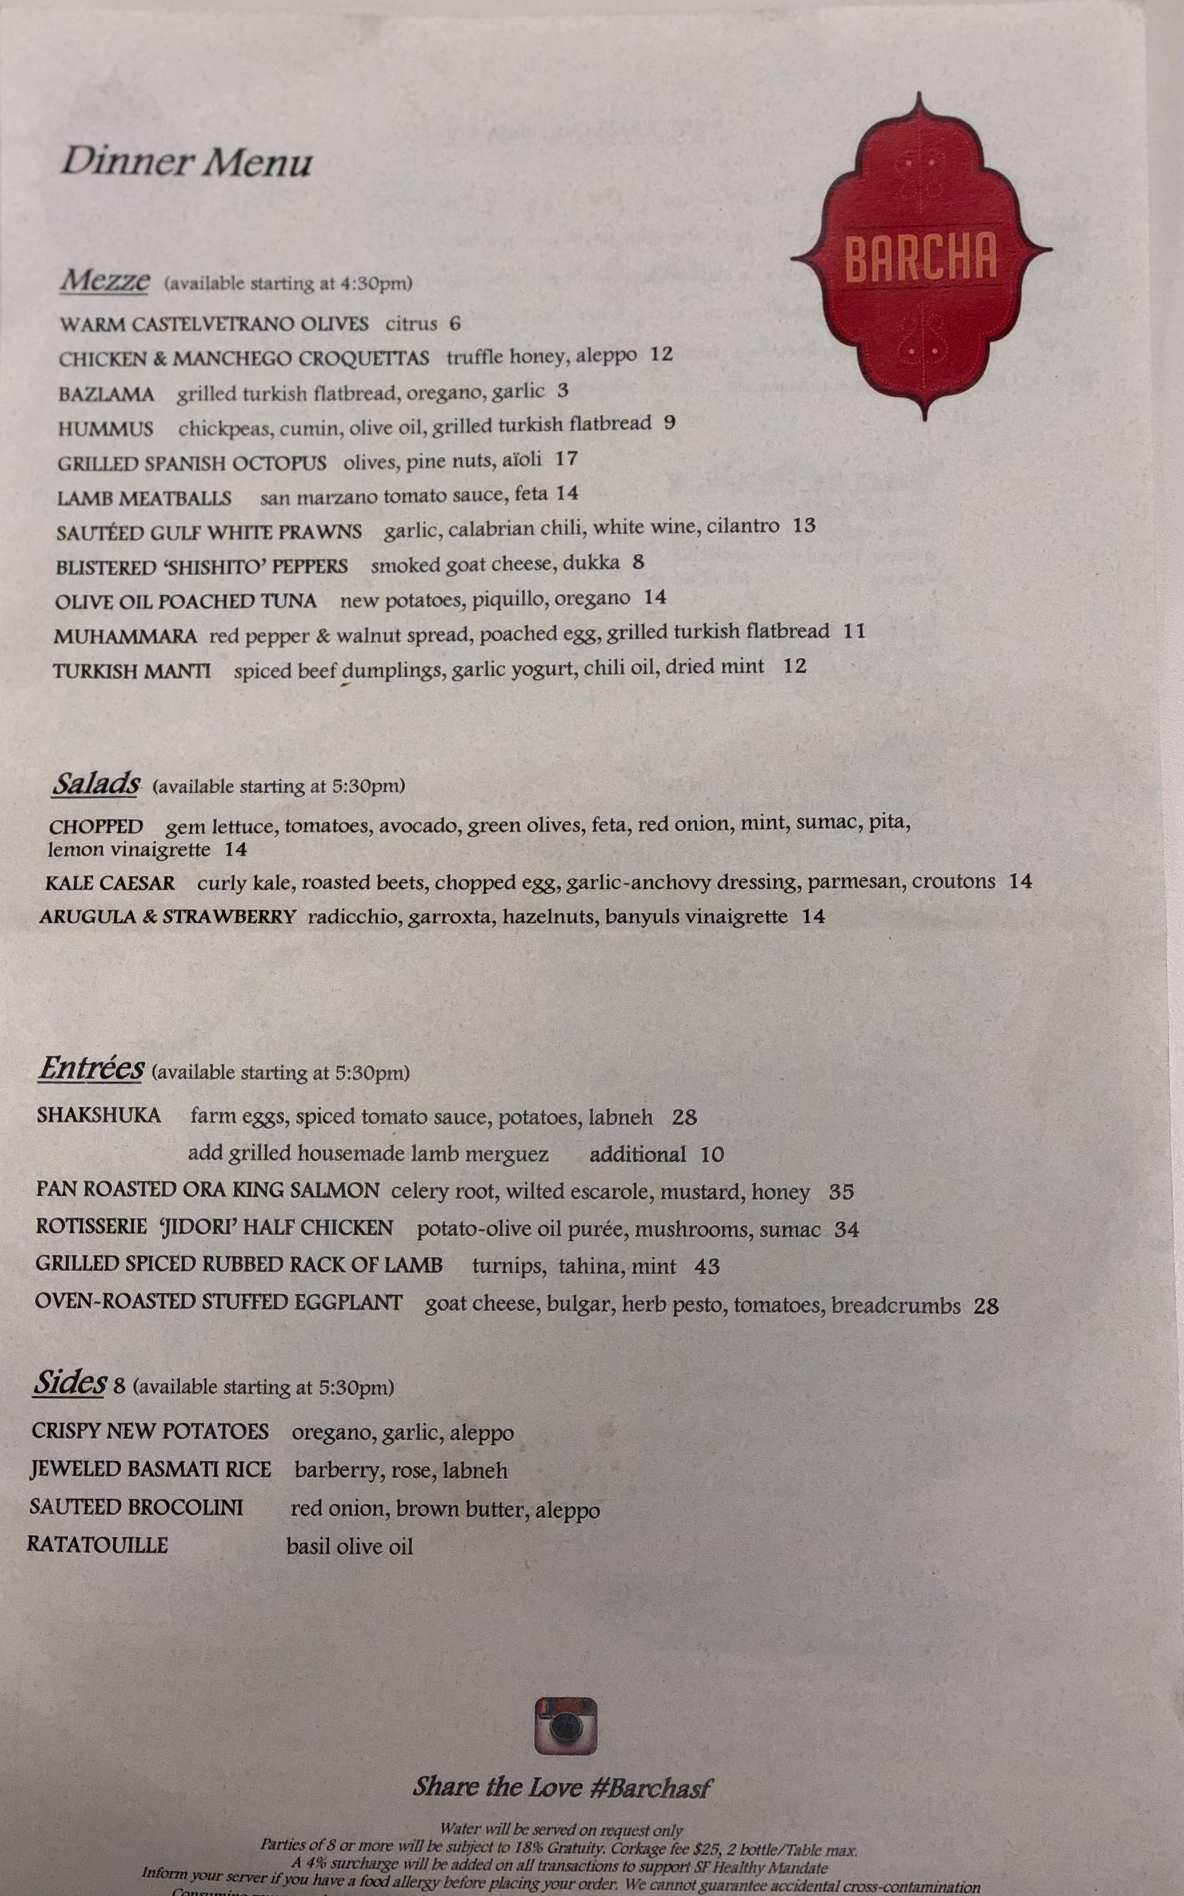 Dinner Menu
BARCHA
Mezze (available starting at 4:30pm)
WARM CASTELVETRANO OLIVES citrus 6
CHICKEN & MANCHEGO CROQUETTAS truffle honey, aleppo 12
BAZLAMA grilled turkish flatbread, oregano, garlic 3
HUMMUS chickpeas, cumin, olive oil, grilled turkish flatbread 9
GRILLED SPANISH OCTOPUS olives, pine nuts, aïoli 17
LAMB MEATBALLS san marzano tomato sauce, feta 14
SAUTÉED GULF WHITE PRAWNS garlic, calabrian chili, white wine, cilantro 13
BLISTERED ‘SHISHITO’ PEPPERS smoked goat cheese, dukka 8
OLIVE OIL POACHED TUNA new potatoes, piquillo, oregano 14
MUHAMMARA red pepper & walnut spread, poached egg, grilled turkish flatbread 11
TURKISH MANTI spiced beef dumplings, garlic yogurt, chili oil, dried mint 12
Salads (available starting at 5:30pm)
CHOPPED gem lettuce, tomatoes, avocado, green olives, feta, red onion, mint, sumac, pita,
lemon vinaigrette 14
KALE CAESAR curly kale, roasted beets, chopped egg, garlic-anchovy dressing, parmesan, croutons 14
ARUGULA & STRAWBERRY radicchio, garroxta, hazelnuts, banyuls vinaigrette 14
Entrées (available starting at 5:30pm)
SHAKSHUKA farm eggs, spiced tomato sauce, potatoes, labneh 28
add grilled housemade lamb merguez additional 10
PAN ROASTED ORA KING SALMON celery root, wilted escarole, mustard, honey 35
ROTISSERIE ‘JIDORI’ HALF CHICKEN potato-olive oil purée, mushrooms, sumac 34
GRILLED SPICED RUBBED RACK OF LAMB turnips, tahina, mint 43
OVEN-ROASTED STUFFED EGGPLANT goat cheese, bulgar, herb pesto, tomatoes, breadcrumbs 28
Sides 8 (available starting at 5:30pm)
CRISPY NEW POTATOES oregano, garlic, aleppo
JEWELED BASMATI RICE barberry, rose, labneh
SAUTEED BROCOLINI red onion, brown butter, aleppo
RATATOUILLE basil olive oil
Share the Love #Barchasf
Water will be served on request only
Parties of 8 or more will be subject to 18% Gratuity. Corkage fee $25, 2 bottle/Table max.
A 4% surcharge will be added on all transactions to support SF Healthy Mandate
Inform your server if you have a food allergy before placing your order. We cannot guarantee accidental cross-contamination